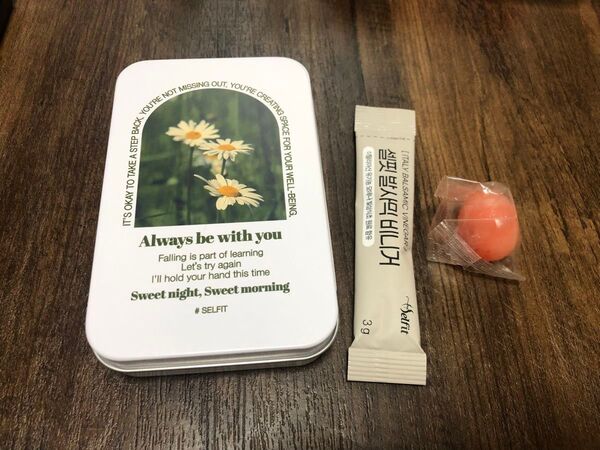 IT'S OKAY TO TAKE A STEP BACK, YOU'RE NOT MISSING OUT, YOU'RE CREATING SPACE FOR YOUR WELL-BEING.
Always be with you
Falling is part of learning
Let's try again
I'll hold your hand this time
Sweet night, Sweet morning
# SELFIT
[ITALY BALSAMIC VINEGAR]
셀핏 발사믹 비니거
Selfit
3g